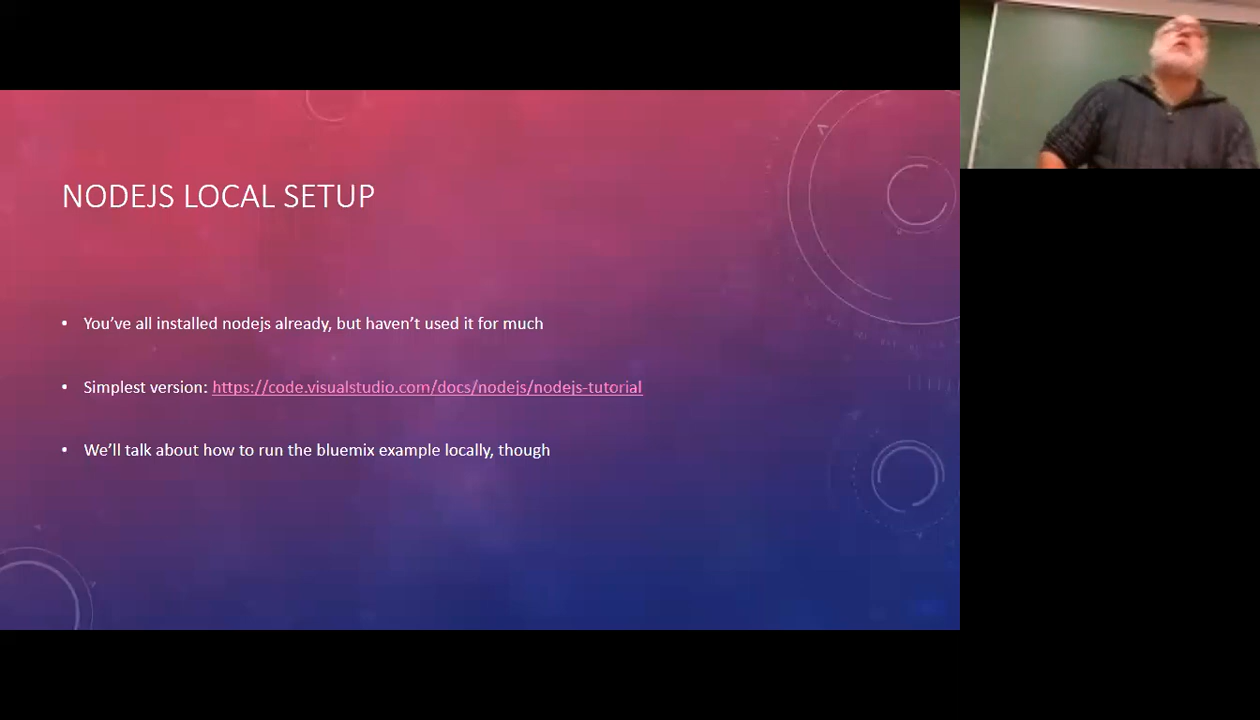 NODEJS LOCAL SETUP
• You've all installed nodejs already, but haven't used it for much
• Simplest version: https://code.visualstudio.com/docs/nodejs/nodejs-tutorial
• We'll talk about how to run the bluemix example locally, though